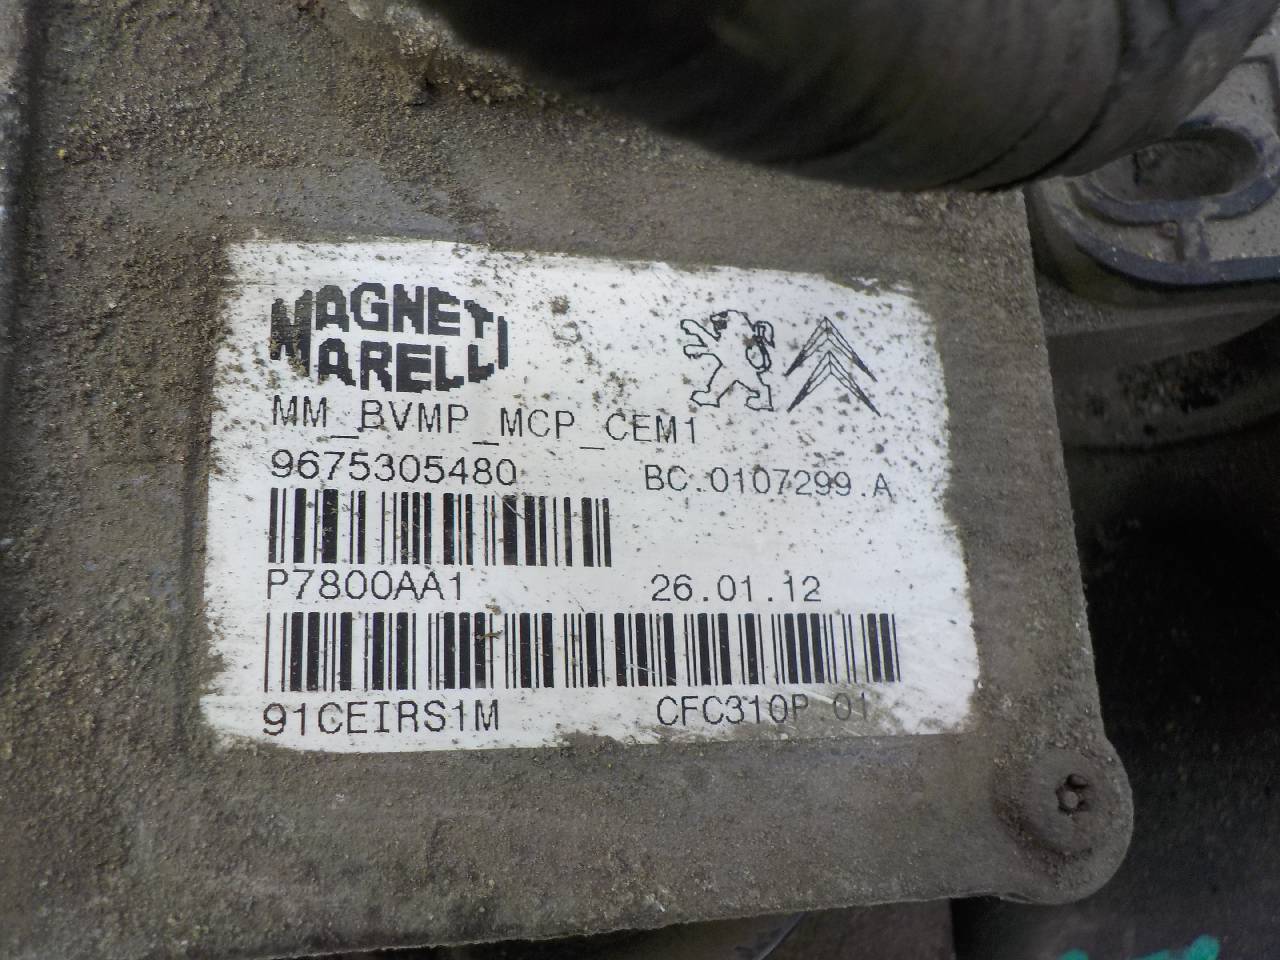 MAGNETI
MARELLI
MM_BVMP_MCP_CEM1
9675305480 BC.0107299.A
P7800AA1 26.01.12
91CEIRS1M CFC310P.01